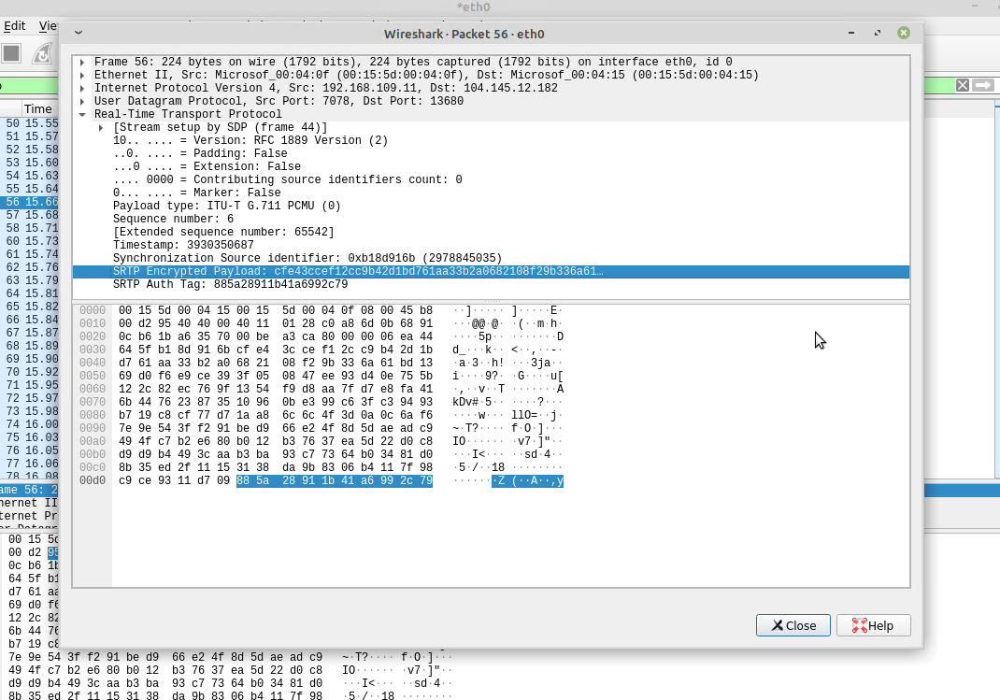 *eth0
Edit
Wireshark · Packet 56 · eth0
Frame 56: 224 bytes on wire (1792 bits), 224 bytes captured (1792 bits) on interface eth0, id 0
Ethernet II, Src: Microsof_00:04:0f (00:15:5d:00:04:0f), Dst: Microsof_00:04:15 (00:15:5d:00:04:15)
Internet Protocol Version 4, Src: 192.168.109.11, Dst: 104.145.12.182
User Datagram Protocol, Src Port: 7078, Dst Port: 13680
Real-Time Transport Protocol
[Stream setup by SDP (frame 44)]
10.. .... = Version: RFC 1889 Version (2)
..0. .... = Padding: False
...0 .... = Extension: False
.... 0000 = Contributing source identifiers count: 0
0... .... = Marker: False
Payload type: ITU-T G.711 PCMU (0)
Sequence number: 6
[Extended sequence number: 65542]
Timestamp: 3930350687
Synchronization Source identifier: 0xb18d916b (2978845035)
SRTP Encrypted Payload: cfe43ccef12cc9b42d1bd761aa33b2a0682108f29b336a61…
SRTP Auth Tag: 885a28911b41a6992c79
0000 00 15 5d 00 04 15 00 15 5d 00 04 0f 08 00 45 b8 ··]····· ]·····E·
0010 00 d2 95 40 40 00 40 11 01 28 c0 a8 6d 0b 68 91 ···@@·@· ·(··m·h·
0020 0c b6 1b a6 35 70 00 be a3 ca 80 00 00 06 ea 44 ····5p·· ·······D
0030 64 5f b1 8d 91 6b cf e4 3c ce f1 2c c9 b4 2d 1b d_···k·· <··,··-·
0040 d7 61 aa 33 b2 a0 68 21 08 f2 9b 33 6a 61 bd 13 ·a·3··h! ···3ja··
0050 69 d0 f6 e9 ce 39 3f 05 08 47 ee 93 d4 0e 75 5b i····9?· ·G····u[
0060 12 2c 82 ec 76 9f 13 54 f9 d8 aa 7f d7 e8 fa 41 ·,··v··T ·······A
0070 6b 44 76 23 87 35 10 96 0b e3 99 c6 3f c3 94 93 kDv#·5·· ····?···
0080 b7 19 c8 cf 77 d7 1a a8 6c 6c 4f 3d 0a 0c 6a f6 ····w··· llO=··j·
0090 7e 9e 54 3f f2 91 be d9 66 e2 4f 8d 5d ae ad c9 ~·T?···· f·O·]···
00a0 49 4f c7 b2 e6 80 b0 12 b3 76 37 ea 5d 22 d0 c8 IO······ ·v7·]"··
00b0 d9 d9 b4 49 3c aa b3 ba 93 c7 73 64 b0 34 81 d0 ···I<··· ··sd·4··
00c0 8b 35 ed 2f 11 15 31 38 da 9b 83 06 b4 11 7f 98 ·5·/··18 ········
00d0 c9 ce 93 11 d7 09 88 5a 28 91 1b 41 a6 99 2c 79 ·······Z (··A··,y
Close
Help
Time
50 15.55
51 15.57
52 15.58
53 15.60
54 15.63
55 15.64
56 15.66
57 15.68
58 15.71
60 15.73
61 15.74
62 15.76
63 15.79
64 15.81
65 15.82
66 15.84
67 15.87
68 15.89
69 15.90
70 15.92
71 15.95
72 15.97
73 15.98
74 16.00
75 16.03
76 16.04
77 16.06
78 16.08
00 15
00 d2
0c b6
64 5f
d7 61
69 d0
12 2c
6b 44
b7 19
7e 9e 54 3f f2 91 be d9 66 e2 4f 8d 5d ae ad c9 ~·T?···· f·O·]···
49 4f c7 b2 e6 80 b0 12 b3 76 37 ea 5d 22 d0 c8 IO······ ·v7·]"··
d9 d9 b4 49 3c aa b3 ba 93 c7 73 64 b0 34 81 d0 ···I<··· ··sd·4··
8b 35 ed 2f 11 15 31 38 da 9b 83 06 b4 11 7f 98 ·5·/··18 ········